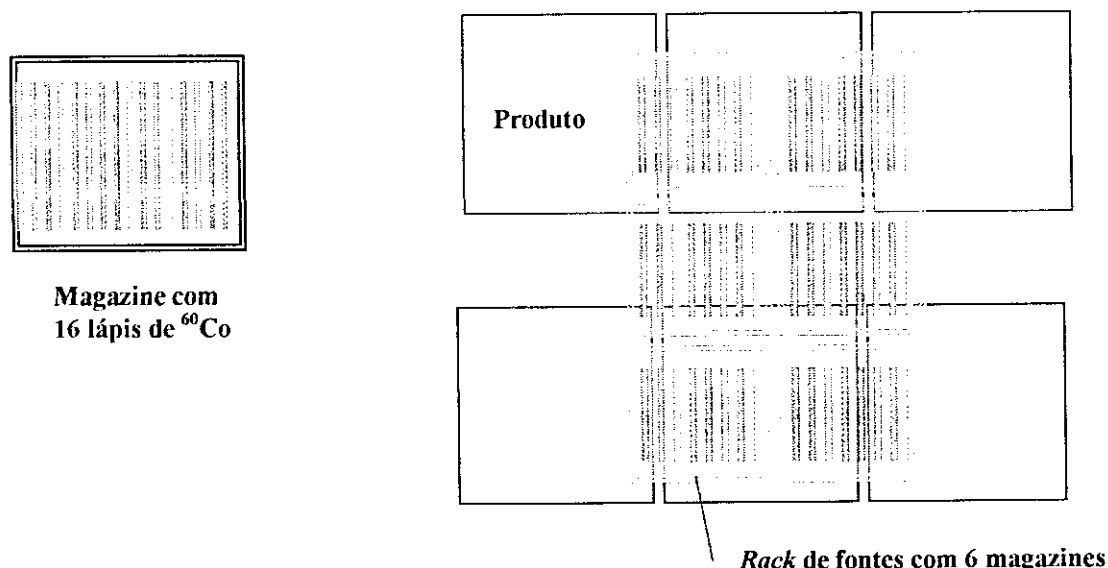 Produto
Magazine com
16 lápis de ⁶⁰Co
Rack de fontes com 6 magazines